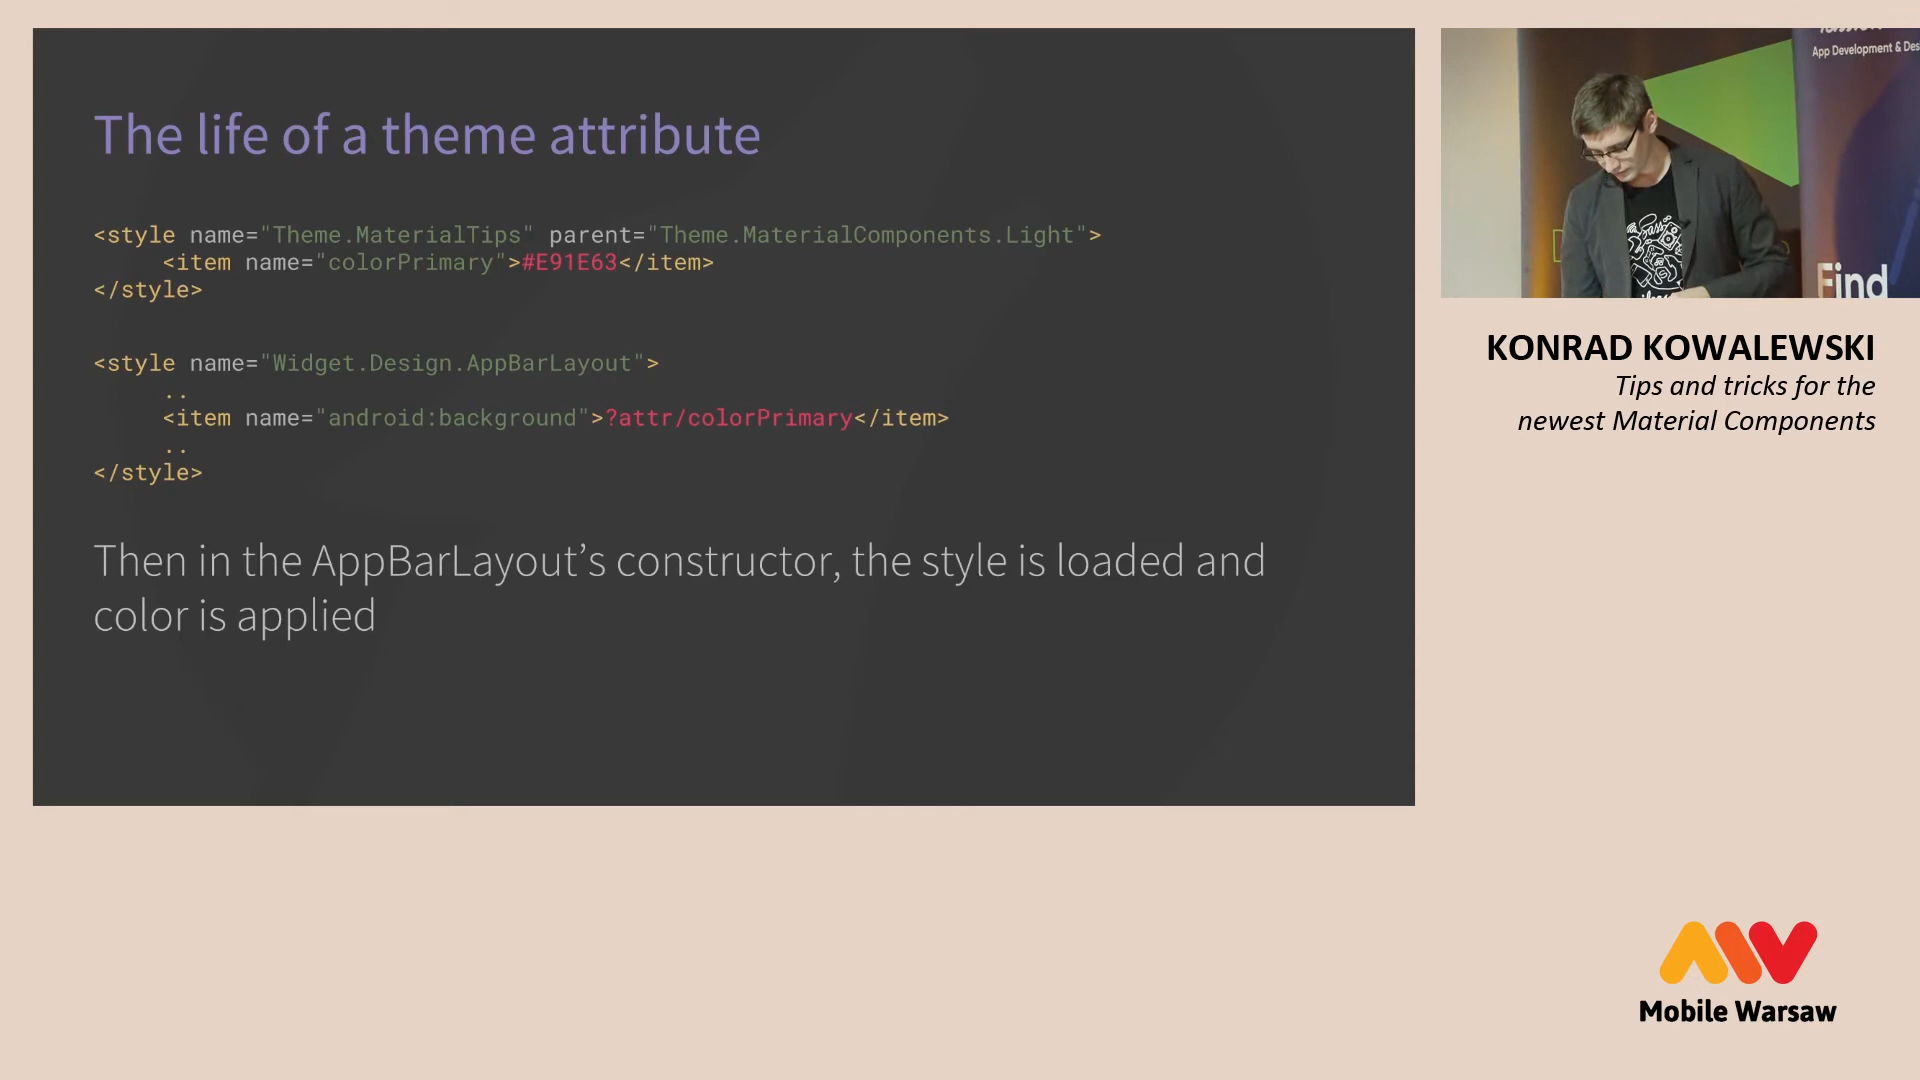 The life of a theme attribute
<style name="Theme.MaterialTips" parent="Theme.MaterialComponents.Light">
<item name="colorPrimary">#E91E63</item>
</style>
<style name="Widget.Design.AppBarLayout">
..
<item name="android:background">?attr/colorPrimary</item>
..
</style>
Then in the AppBarLayout’s constructor, the style is loaded and
color is applied
App Development & Des
Find
KONRAD KOWALEWSKI
Tips and tricks for the
newest Material Components
Mobile Warsaw